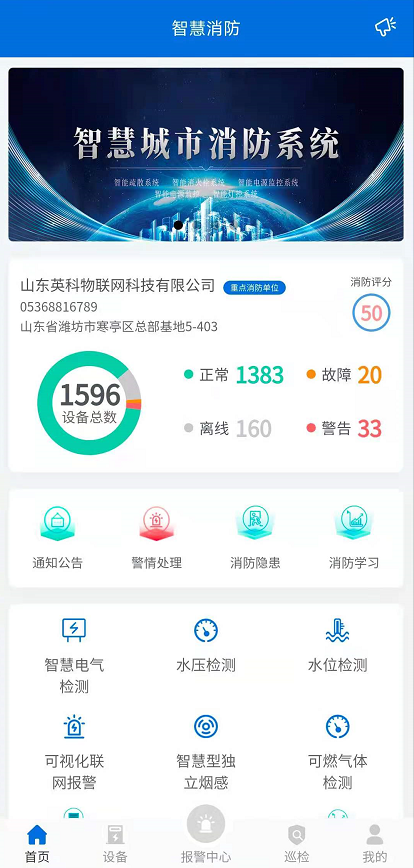 智慧消防
智慧城市消防系统
智能疏散系统 智能消火栓系统 智能电源监控系统
山东英科物联网科技有限公司 重点消防单位 消防评分
05368816789
50
山东省潍坊市寒亭区总部基地5-403
1596
设备总数
正常 1383 故障 20
离线 160 警告 33
通知公告 警情处理 消防隐患 消防学习
智慧电气 水压检测 水位检测
检测
可视化联 智慧型独 可燃气体
网报警 立烟感 检测
首页 设备 报警中心 巡检 我的